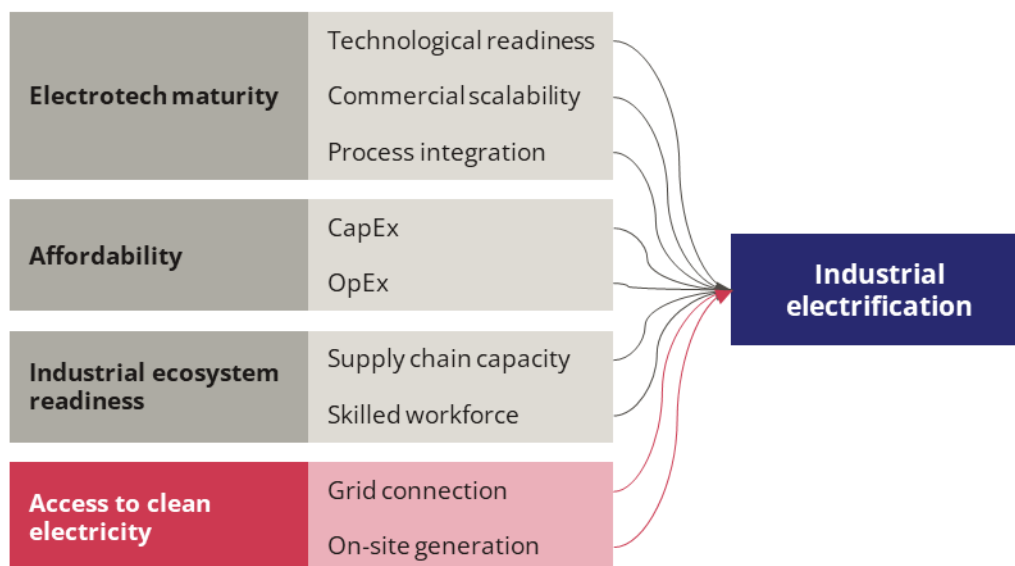 Electrotech maturity
Technological readiness
Commercial scalability
Process integration
Affordability
CapEx
OpEx
Industrial ecosystem
readiness
Supply chain capacity
Skilled workforce
Access to clean
electricity
Grid connection
On-site generation
Industrial
electrification